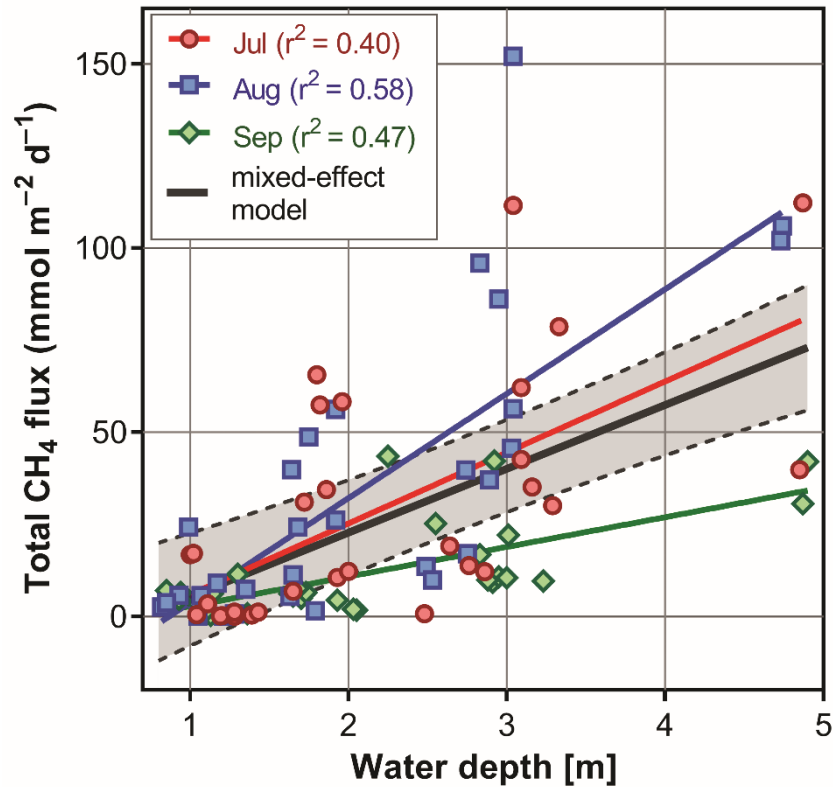 Jul (r² = 0.40)
Aug (r² = 0.58)
Sep (r² = 0.47)
mixed-effect
model
150
100
50
0
Total CH₄ flux (mmol m⁻² d⁻¹)
1 2 3 4 5
Water depth [m]